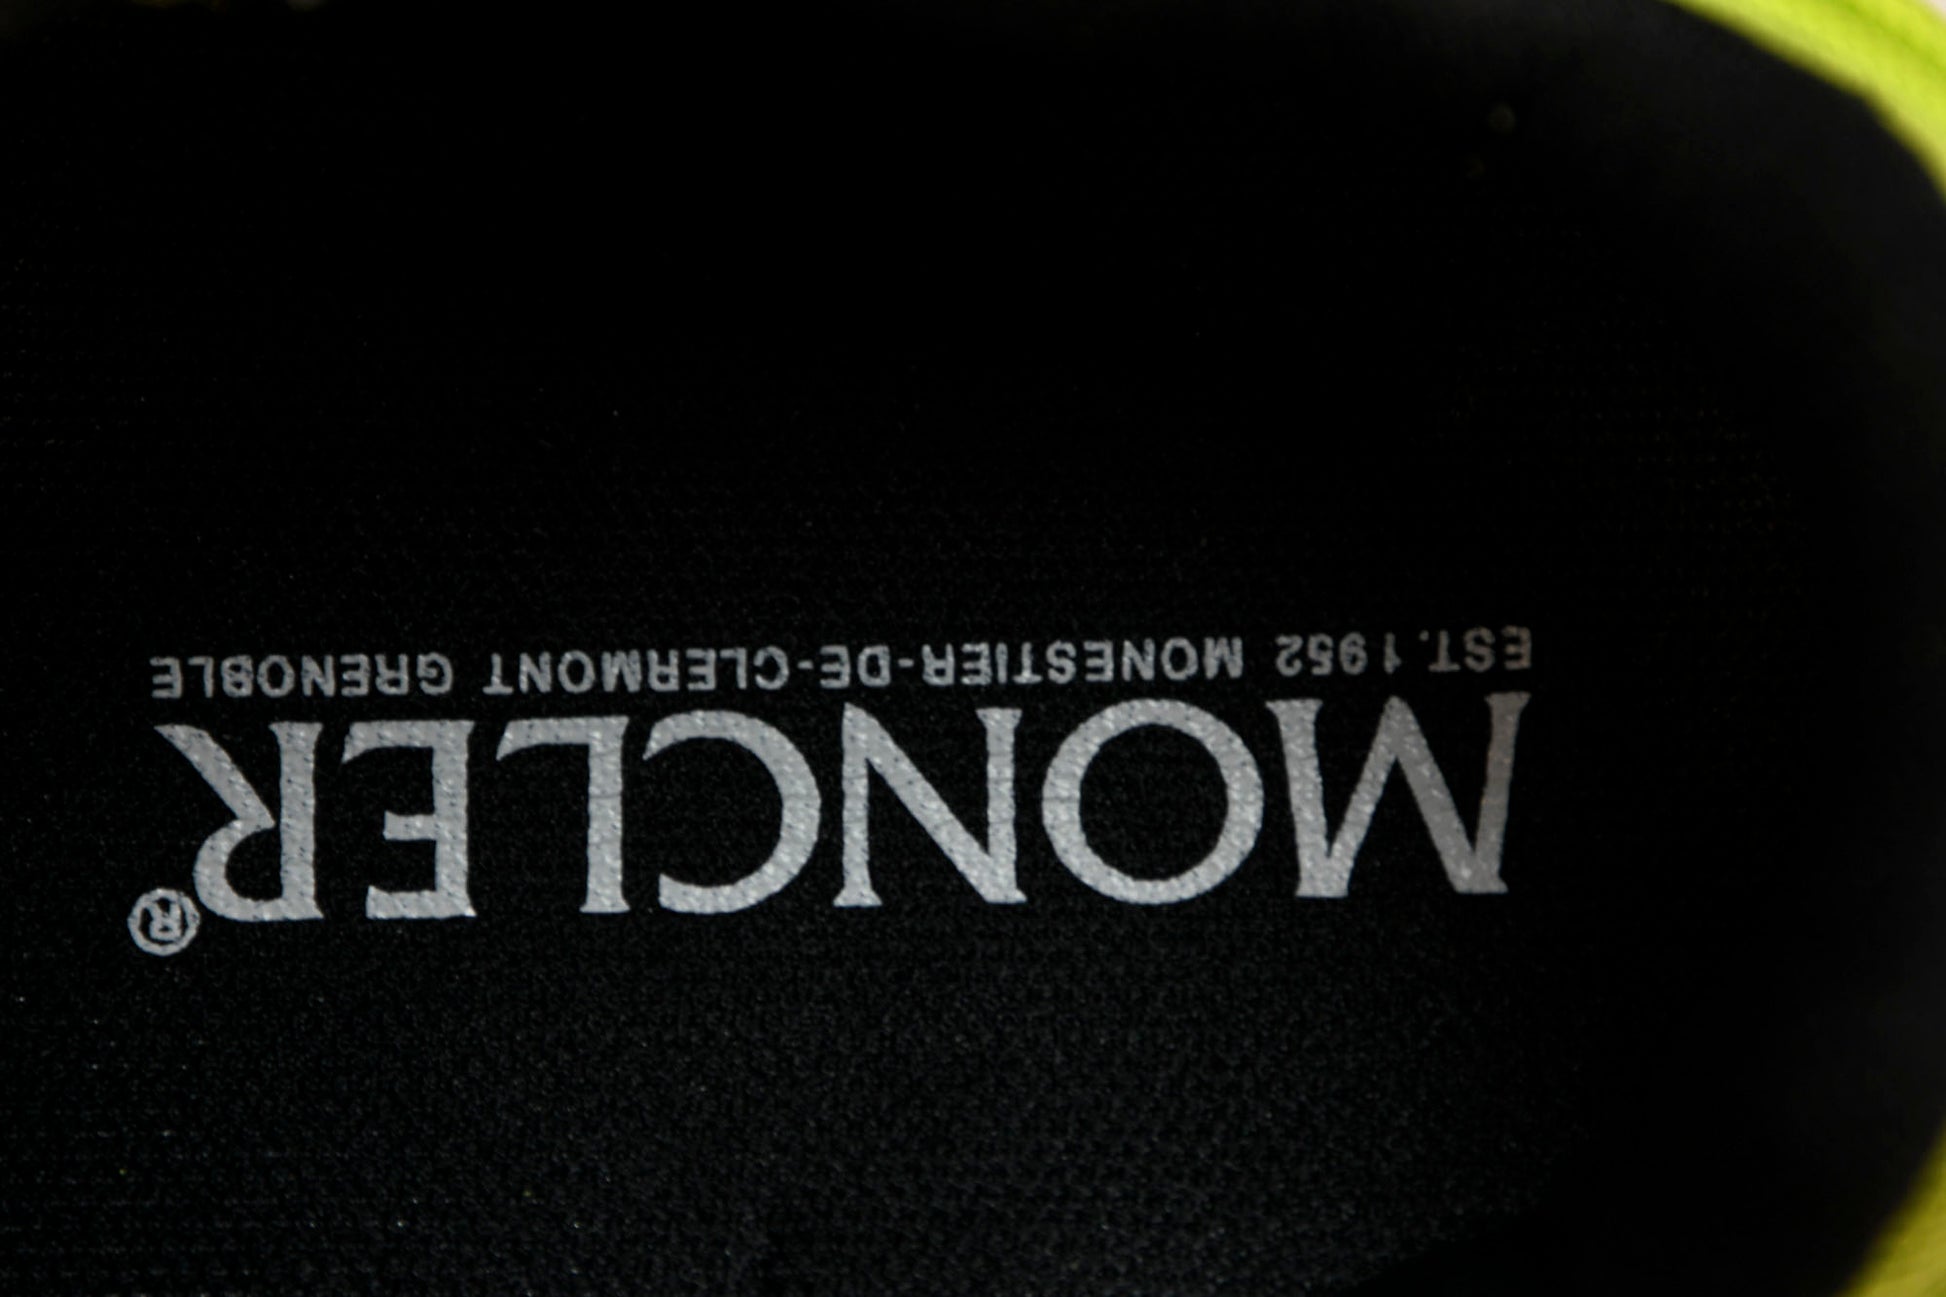 MONCLER®
EST. 1952 MONESTIER-DE-CLERMONT GRENOBLE